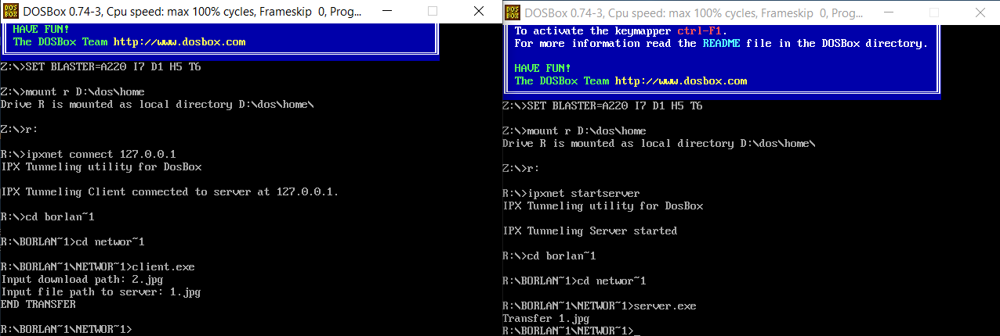 DOSBox 0.74-3, Cpu speed: max 100% cycles, Frameskip 0, Prog...
HAVE FUN!
The DOSBox Team http://www.dosbox.com
Z:\>SET BLASTER=A220 I7 D1 H5 T6
Z:\>mount r D:\dos\home
Drive R is mounted as local directory D:\dos\home\
Z:\>r:
R:\>ipxnet connect 127.0.0.1
IPX Tunneling utility for DosBox
IPX Tunneling Client connected to server at 127.0.0.1.
R:\>cd borlan~1
R:\BORLAN~1>cd networ~1
R:\BORLAN~1\NETWOR~1>client.exe
Input download path: 2.jpg
Input file path to server: 1.jpg
END TRANSFER
R:\BORLAN~1\NETWOR~1>
DOSBox 0.74-3, Cpu speed: max 100% cycles, Frameskip 0, Prog...
To activate the keymapper ctrl-F1.
For more information read the README file in the DOSBox directory.
HAVE FUN!
The DOSBox Team http://www.dosbox.com
Z:\>SET BLASTER=A220 I7 D1 H5 T6
Z:\>mount r D:\dos\home
Drive R is mounted as local directory D:\dos\home\
Z:\>r:
R:\>ipxnet startserver
IPX Tunneling utility for DosBox
IPX Tunneling Server started
R:\>cd borlan~1
R:\BORLAN~1>cd networ~1
R:\BORLAN~1\NETWOR~1>server.exe
Transfer 1.jpg
R:\BORLAN~1\NETWOR~1>_